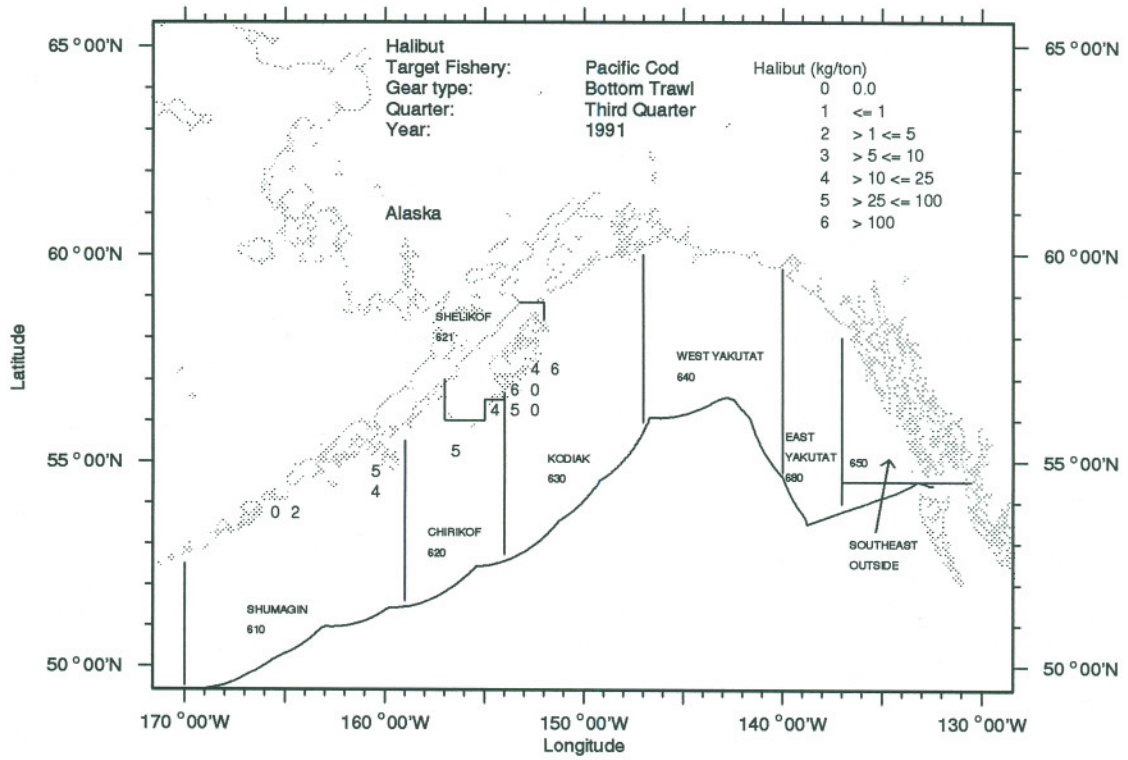 Halibut
Target Fishery: Pacific Cod
Gear type: Bottom Trawl
Quarter: Third Quarter
Year: 1991
Halibut (kg/ton)
0 0.0
1 <= 1
2 > 1 <= 5
3 > 5 <= 10
4 > 10 <= 25
5 > 25 <= 100
6 > 100
65 °00'N
65 °00'N
Alaska
60 °00'N
60 °00'N
SHELIKOF
621
4 6
6 0
4 5 0
WEST YAKUTAT
640
EAST
YAKUTAT
680
650
55 °00'N
55 °00'N
5
5
4
KODIAK
630
0 2
CHIRIKOF
620
SOUTHEAST
OUTSIDE
SHUMAGIN
610
50 °00'N
50 °00'N
170 °00'W
160 °00'W
150 °00'W
140 °00'W
130 °00'W
Longitude
Latitude